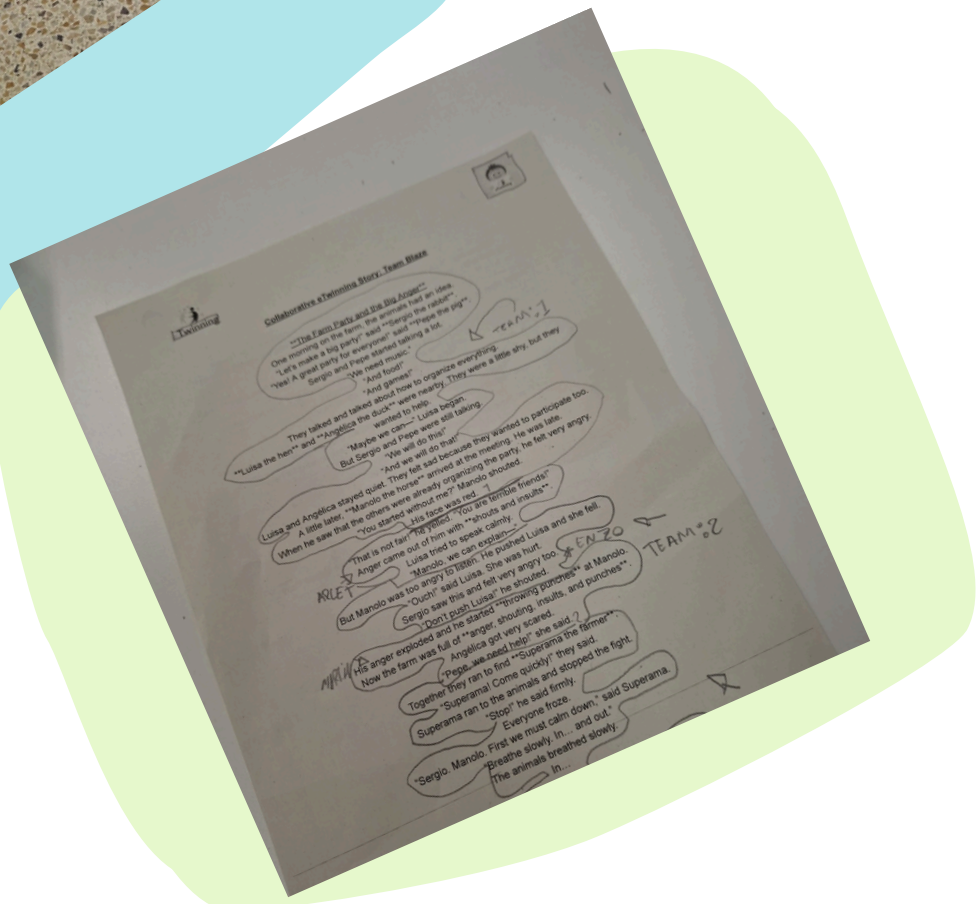 eTwinning
Collaborative eTwinning Story: Team Blaze
"The Farm Party and the Big Anger"
One morning on the farm, the animals had an idea.
"Let's make a big party!" said **Sergio the rabbit**.
"Yes! A great party for everyone!" said **Pepe the pig**
Sergio and Pepe started talking a lot.
"We need music."
"And food!"
"And games!"
TEAM:1
They talked and talked about how to organize everything.
**Luisa the hen** and **Angélica the duck** were nearby. They were a little shy, but they
wanted to help.
"Maybe we can—" Luisa began.
But Sergio and Pepe were still talking.
"We will do this!"
"And we will do that!"
Luisa and Angélica stayed quiet. They felt sad because they wanted to participate too.
A little later, **Manolo the horse** arrived at the meeting. He was late.
When he saw that the others were already organizing the party, he felt very angry.
"You started without me?" Manolo shouted.
His face was red.
"That is not fair!" he yelled. "You are terrible friends!"
Anger came out of him with **shouts and insults**
Luisa tried to speak calmly.
"Manolo, we can explain—"
ARLET
But Manolo was too angry to listen. He pushed Luisa and she fell.
"Ouch!" said Luisa. She was hurt.
Sergio saw this and felt very angry too.
ENZO
TEAM:2
"Don't push Luisa!" he shouted.
His anger exploded and he started **throwing punches** at Manolo.
Now the farm was full of **anger, shouting, insults, and punches**.
Angélica got very scared.
"Pepe, we need help!" she said.
Together they ran to find **Superama the farmer**.
"Superama! Come quickly!" they said.
Superama ran to the animals and stopped the fight.
"Stop!" he said firmly.
Everyone froze.
"Sergio. Manolo. First we must calm down," said Superama.
"Breathe slowly. In... and out."
The animals breathed slowly.
In...